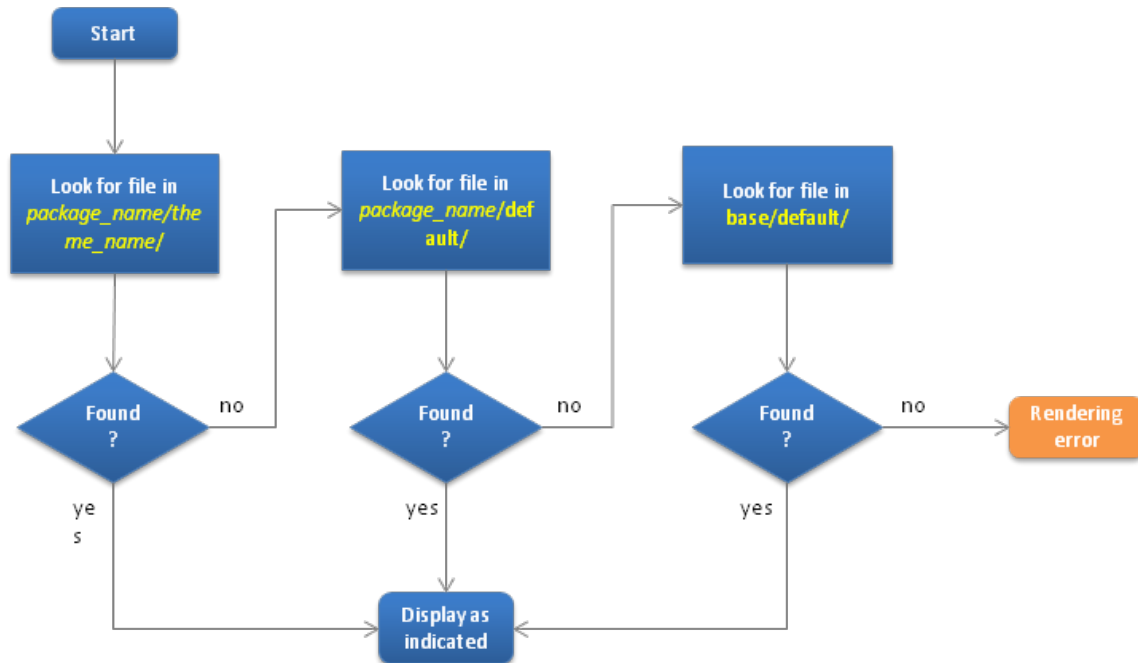 Start
Look for file in
package_name/the
me_name/
Look for file in
package_name/def
ault/
Look for file in
base/default/
Found
?
no
Found
?
no
Found
?
no
Rendering
error
ye
s
yes
yes
Display as
indicated